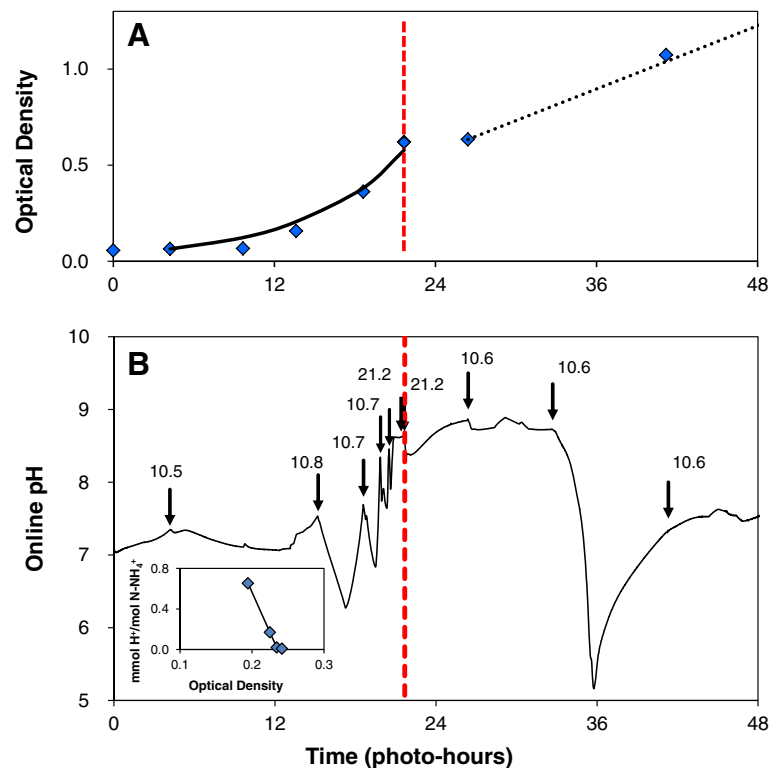 A
Optical Density
1.0
0.5
0.0
0 12 24 36 48
B
Online pH
10
9
8
7
6
5
10.5
10.8
10.7
10.7
21.2
21.2
10.6
10.6
10.6
mmol H⁺/mol N-NH₄⁺
0.8
0.4
0.0
0.1 0.2 0.3
Optical Density
0 12 24 36 48
Time (photo-hours)